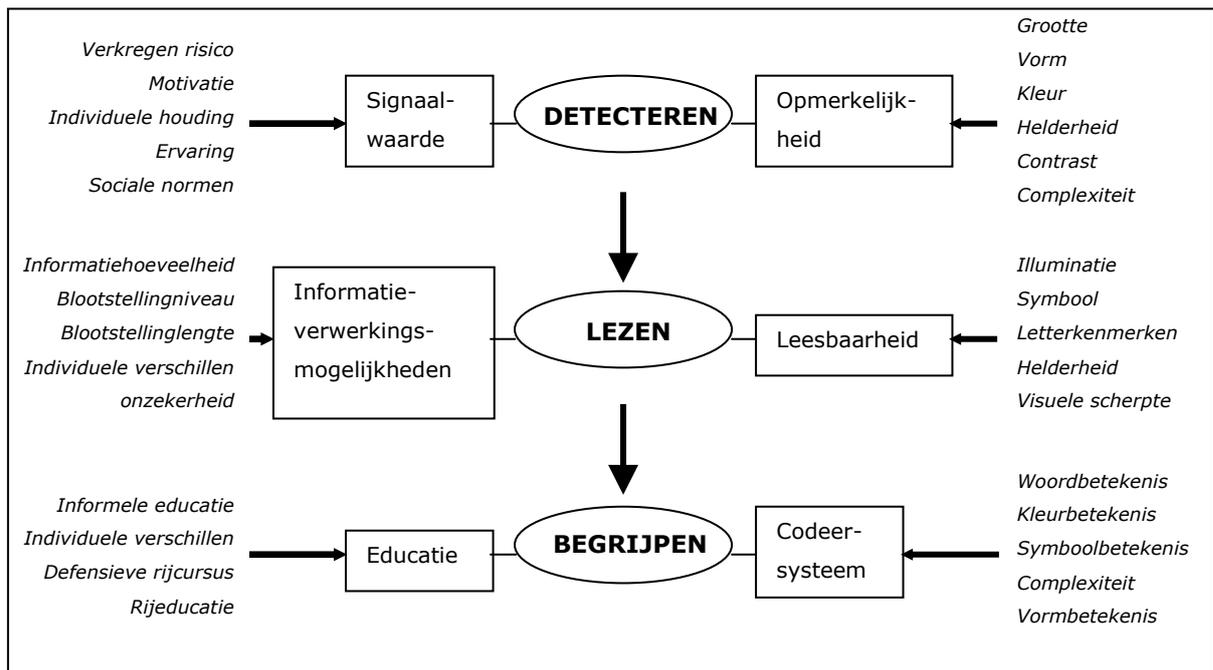 Verkregen risico
Motivatie
Individuele houding
Ervaring
Sociale normen
Signaal-
waarde
DETECTEREN
Opmerkelijk-
heid
Grootte
Vorm
Kleur
Helderheid
Contrast
Complexiteit
Informatiehoeveelheid
Blootstellingniveau
Blootstellinglengte
Individuele verschillen
onzekerheid
Informatie-
verwerkings-
mogelijkheden
LEZEN
Leesbaarheid
Illuminatie
Symbool
Letterkenmerken
Helderheid
Visuele scherpte
Informele educatie
Individuele verschillen
Defensieve rijcursus
Rijeducatie
Educatie
BEGRIJPEN
Codeer-
systeem
Woordbetekenis
Kleurbetekenis
Symboolbetekenis
Complexiteit
Vormbetekenis